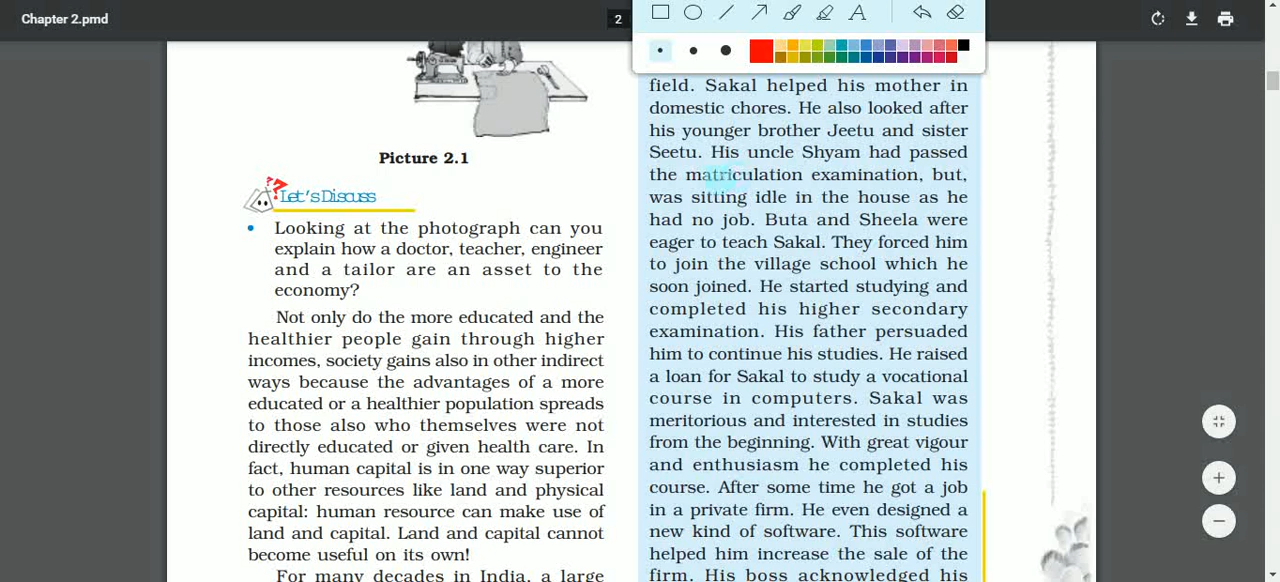 Chapter 2.pmd
2
A
Picture 2.1
?
Let's Discuss
• Looking at the photograph can you
explain how a doctor, teacher, engineer
and a tailor are an asset to the
economy?
Not only do the more educated and the
healthier people gain through higher
incomes, society gains also in other indirect
ways because the advantages of a more
educated or a healthier population spreads
to those also who themselves were not
directly educated or given health care. In
fact, human capital is in one way superior
to other resources like land and physical
capital: human resource can make use of
land and capital. Land and capital cannot
become useful on its own!
For many decades in India, a large
field. Sakal helped his mother in
domestic chores. He also looked after
his younger brother Jeetu and sister
Seetu. His uncle Shyam had passed
the matriculation examination, but,
was sitting idle in the house as he
had no job. Buta and Sheela were
eager to teach Sakal. They forced him
to join the village school which he
soon joined. He started studying and
completed his higher secondary
examination. His father persuaded
him to continue his studies. He raised
a loan for Sakal to study a vocational
course in computers. Sakal was
meritorious and interested in studies
from the beginning. With great vigour
and enthusiasm he completed his
course. After some time he got a job
in a private firm. He even designed a
new kind of software. This software
helped him increase the sale of the
firm. His boss acknowledged his